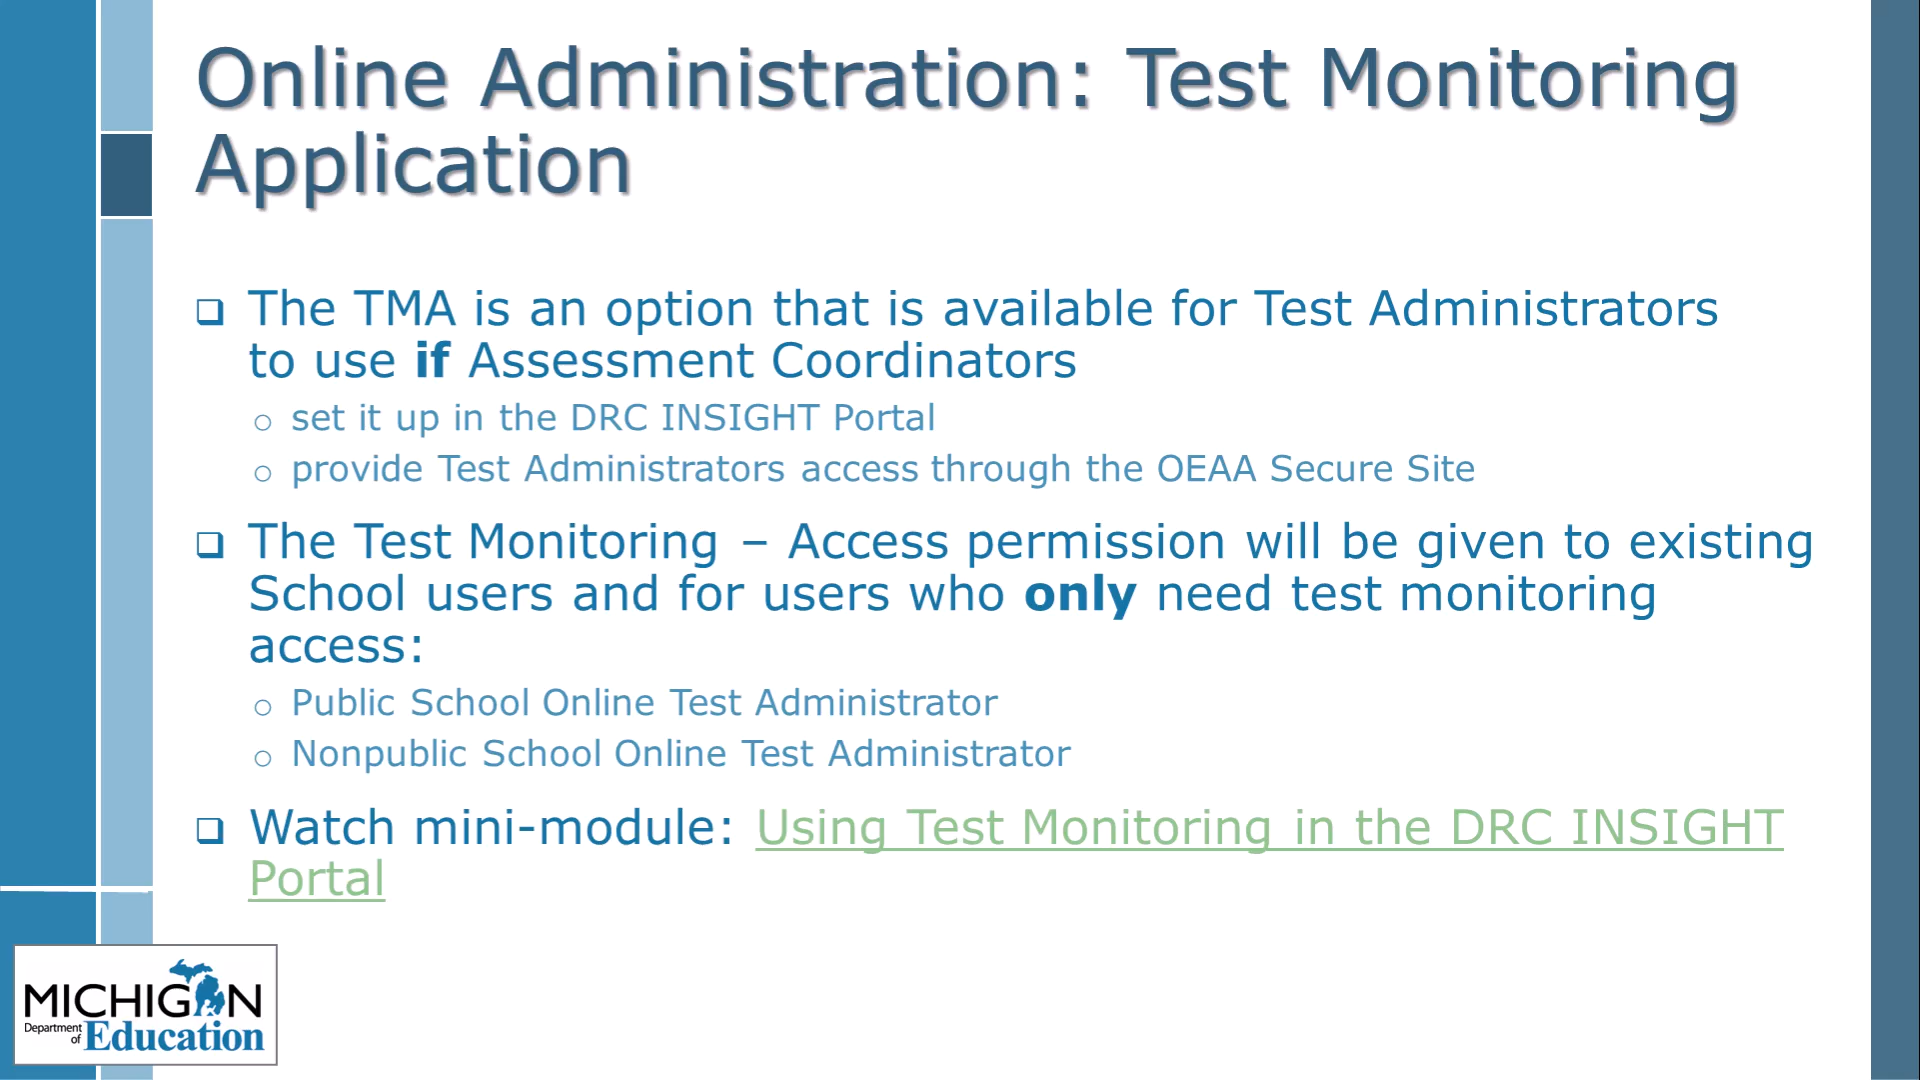 Online Administration: Test Monitoring
Application
The TMA is an option that is available for Test Administrators
to use if Assessment Coordinators
set it up in the DRC INSIGHT Portal
provide Test Administrators access through the OEAA Secure Site
The Test Monitoring – Access permission will be given to existing
School users and for users who only need test monitoring
access:
Public School Online Test Administrator
Nonpublic School Online Test Administrator
Watch mini-module: Using Test Monitoring in the DRC INSIGHT
Portal
MICHIGAN
Department
of Education